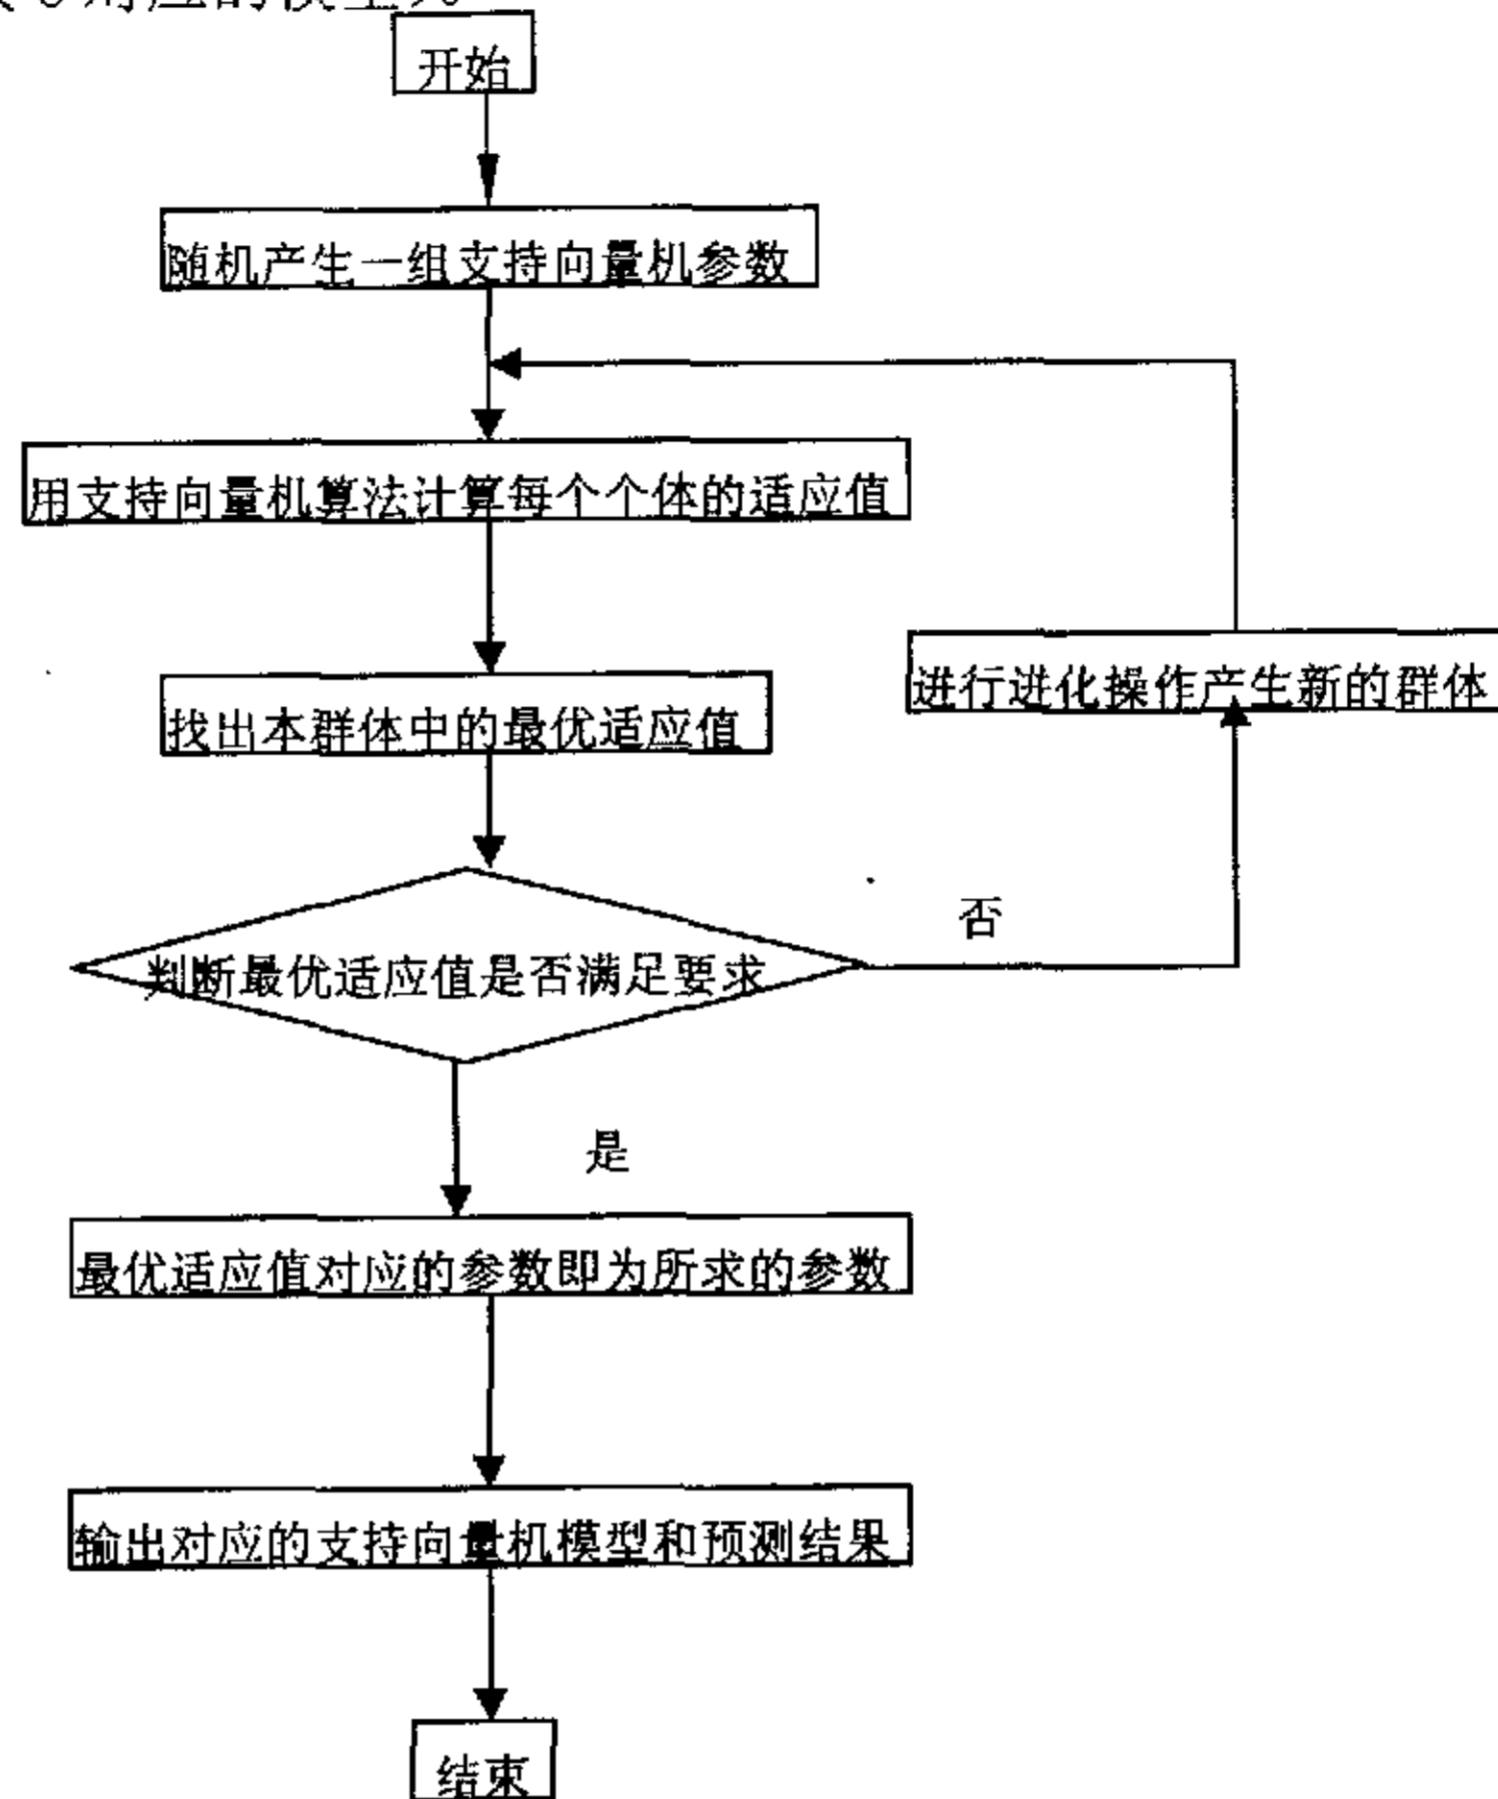 对应的模型
开始
随机产生一组支持向量机参数
用支持向量机算法计算每个个体的适应值
进行进化操作产生新的群体
找出本群体中的最优适应值
否
判断最优适应值是否满足要求
是
最优适应值对应的参数即为所求的参数
输出对应的支持向量机模型和预测结果
结束